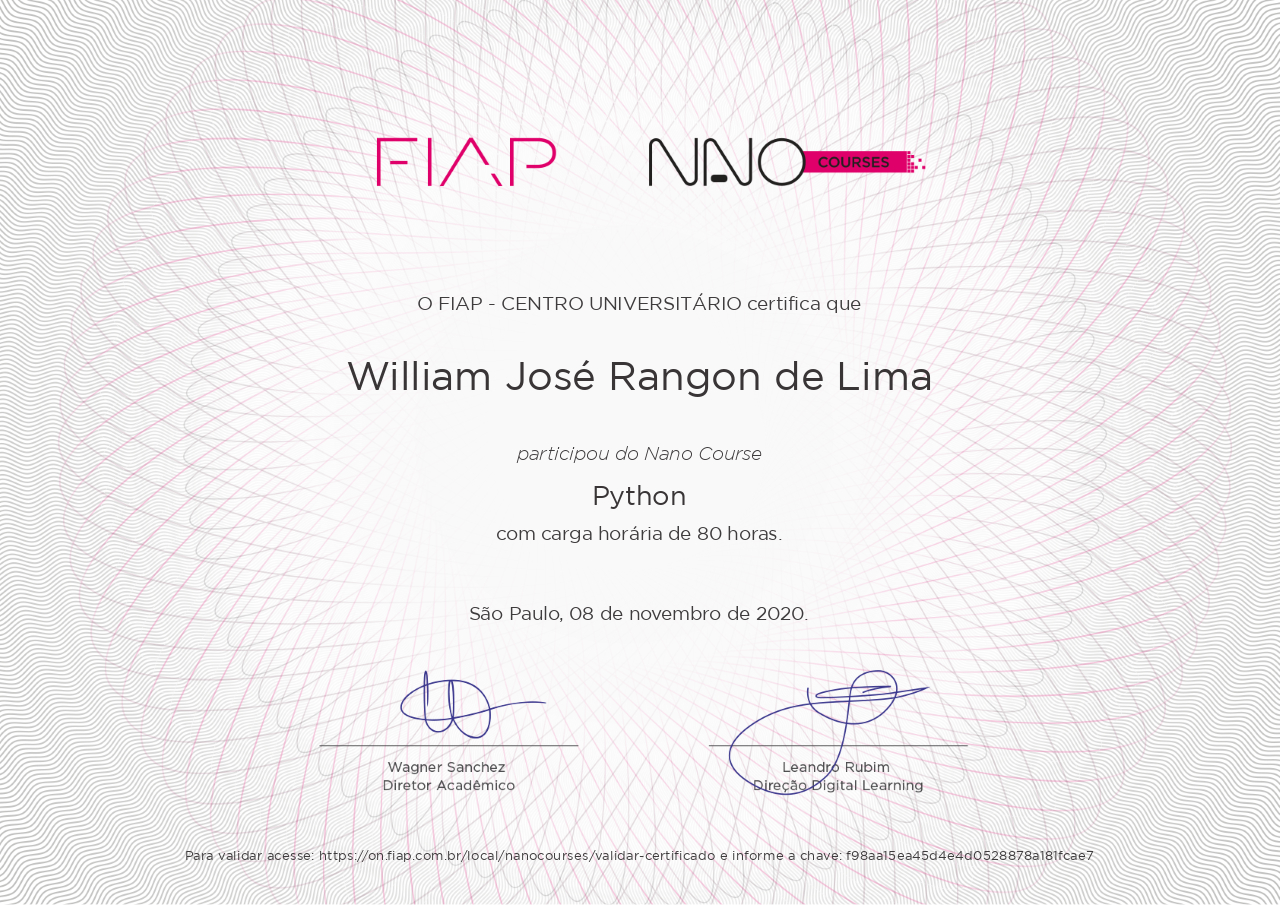 FIAP NANO COURSES
O FIAP - CENTRO UNIVERSITÁRIO certifica que
William José Rangon de Lima
participou do Nano Course
Python
com carga horária de 80 horas.
São Paulo, 08 de novembro de 2020.
Wagner Sanchez
Diretor Acadêmico
Leandro Rubim
Direção Digital Learning
Para validar acesse: https://on.fiap.com.br/local/nanocourses/validar-certificado e informe a chave: f98aa15ea45d4e4d0528878a181fcae7